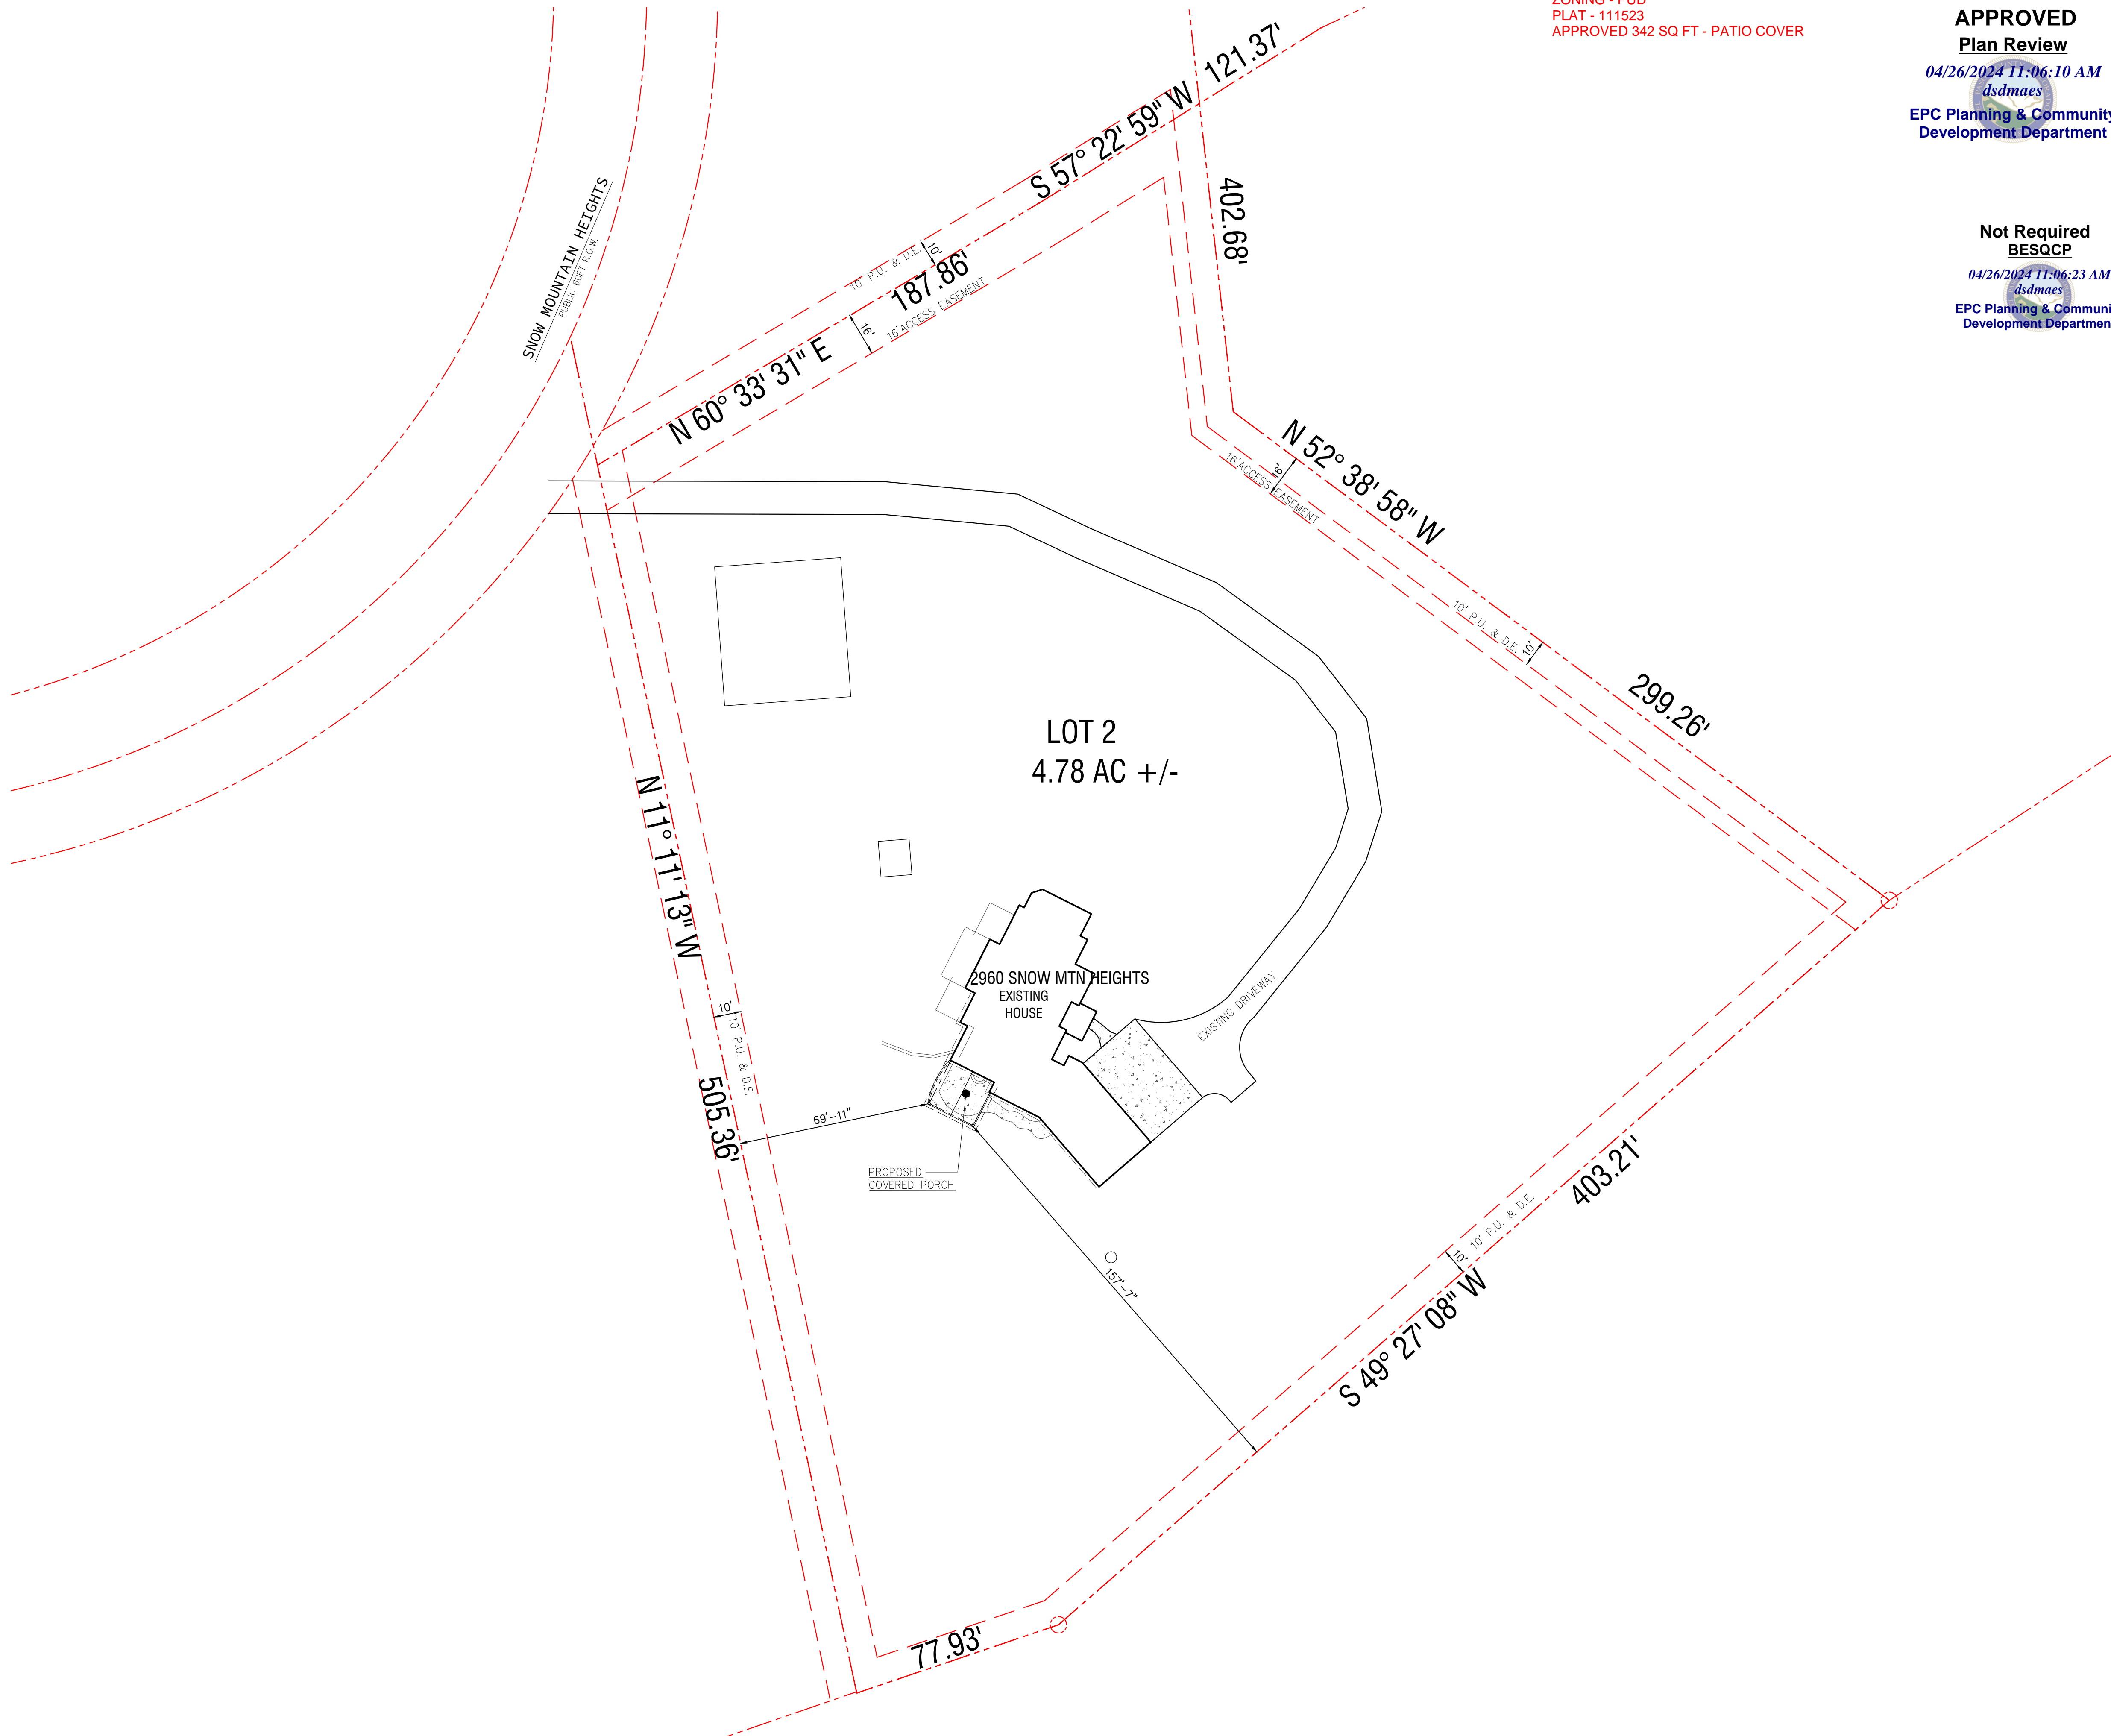 ZONING - PUD
PLAT - 111523
APPROVED 342 SQ FT - PATIO COVER
APPROVED
Plan Review
04/26/2024 11:06:10 AM
dsdmaes
EPC Planning & Community
Development Department
Not Required
BESQCP
04/26/2024 11:06:23 AM
dsdmaes
EPC Planning &
Development
SNOW MOUNTAIN HEIGHTS
PUBLIC 60FT R.O.W.
S 57° 22' 59" W 121.37'
10' P.U. & D.E.
10'
187.86'
16'
16'ACCESS EASEMENT
N 60° 33' 31" E
402.68'
N 52° 38' 58" W
16'
16'ACCESS EASEMENT
10' P.U. & D.E.
10'
299.26'
LOT 2
4.78 AC +/-
N 11° 11' 13" W
10'
10' P.U. & D.E.
505.36'
2960 SNOW MTN HEIGHTS
EXISTING
HOUSE
EXISTING DRIVEWAY
69'-11"
PROPOSED
COVERED PORCH
157'-7"
403.21'
10' P.U. & D.E.
10'
S 49° 27' 08" W
77.93'